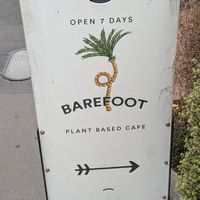 OPEN 7 DAYS
BAREFOOT
PLANT BASED CAFE